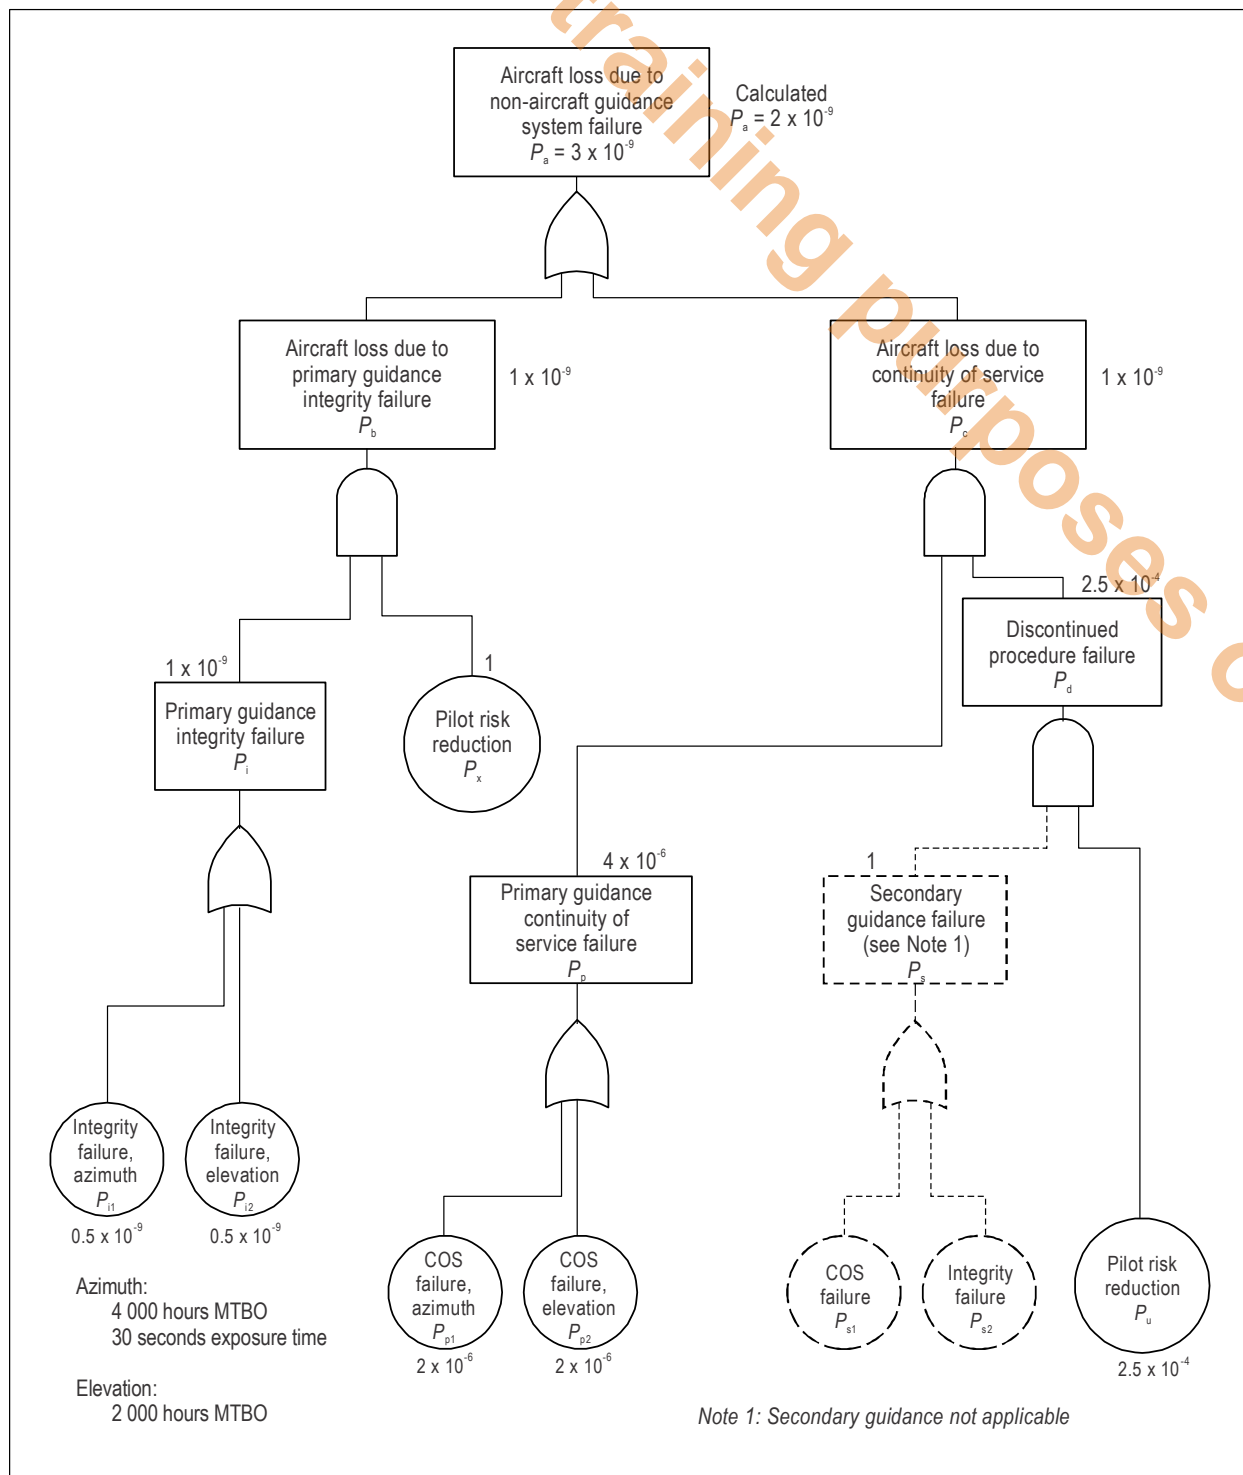 training purposes o
Aircraft loss due to
non-aircraft guidance
system failure
Pa = 3 x 10-9
Calculated
Pa = 2 x 10-9
Aircraft loss due to
primary guidance
integrity failure
Pb
1 x 10-9
Aircraft loss due to
continuity of service
failure
Pc
1 x 10-9
2.5 x 10-4
Discontinued
procedure failure
Pd
1 x 10-9
Primary guidance
integrity failure
Pi
1
Pilot risk
reduction
Px
4 x 10-6
Primary guidance
continuity of
service failure
Pp
1
Secondary
guidance failure
(see Note 1)
Ps
Integrity
failure,
azimuth
Pi1
0.5 x 10-9
Integrity
failure,
elevation
Pi2
0.5 x 10-9
COS
failure,
azimuth
Pp1
2 x 10-6
COS
failure,
elevation
Pp2
2 x 10-6
COS
failure
Ps1
Integrity
failure
Ps2
Pilot risk
reduction
Pu
2.5 x 10-4
Azimuth:
4 000 hours MTBO
30 seconds exposure time
Elevation:
2 000 hours MTBO
Note 1: Secondary guidance not applicable